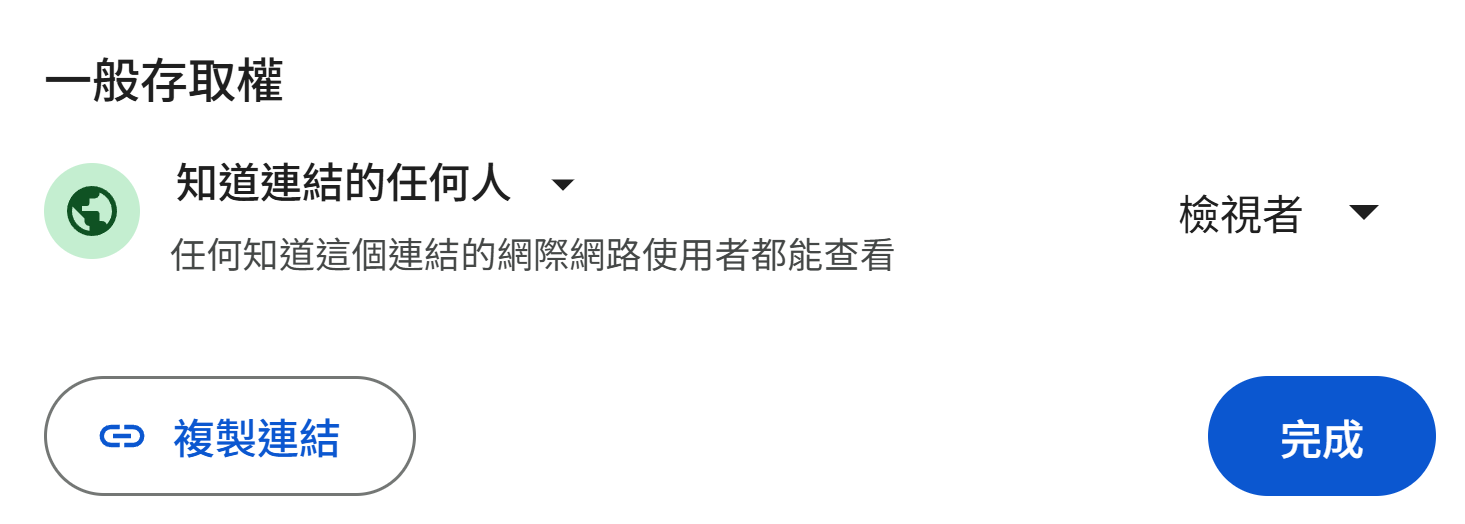 一般存取權
知道連結的任何人
任何知道這個連結的網際網路使用者都能查看
檢視者
複製連結
完成